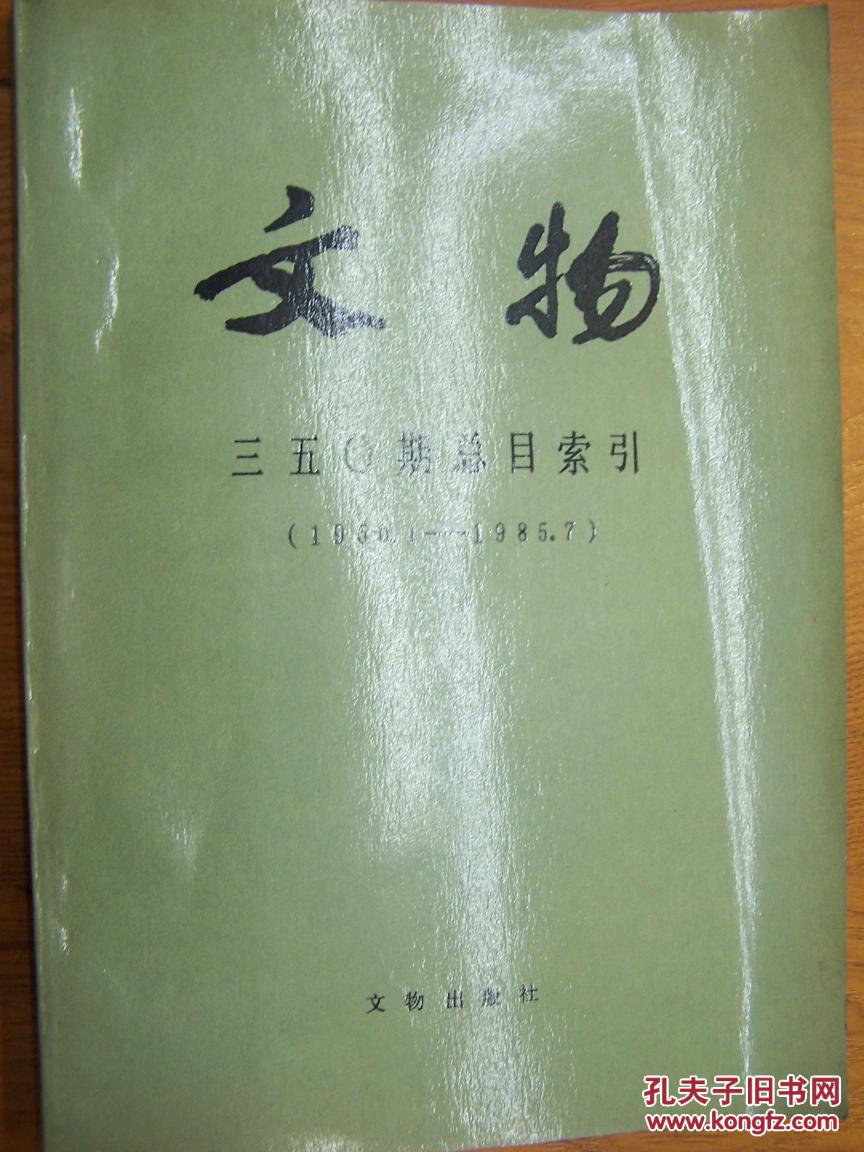 文物
三五〇期总目索引
(1950.1——1985.7)
文物出版社
孔夫子旧书网
www.kongfz.com